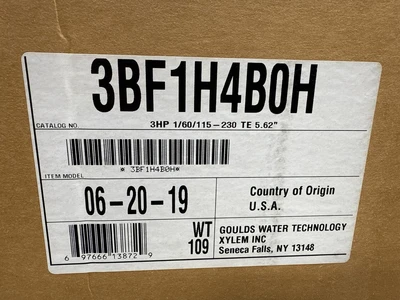 3BF1H4B0H
CATALOG NO.
3HP 1/60/115-230 TE 5.62"
* 3BF1H4B0H*
ITEM MODEL
06-20-19
Country of Origin
U.S.A.
WT
109
GOULDS WATER TECHNOLOGY
XYLEM INC
Seneca Falls, NY 13148
6 97666 13872 9